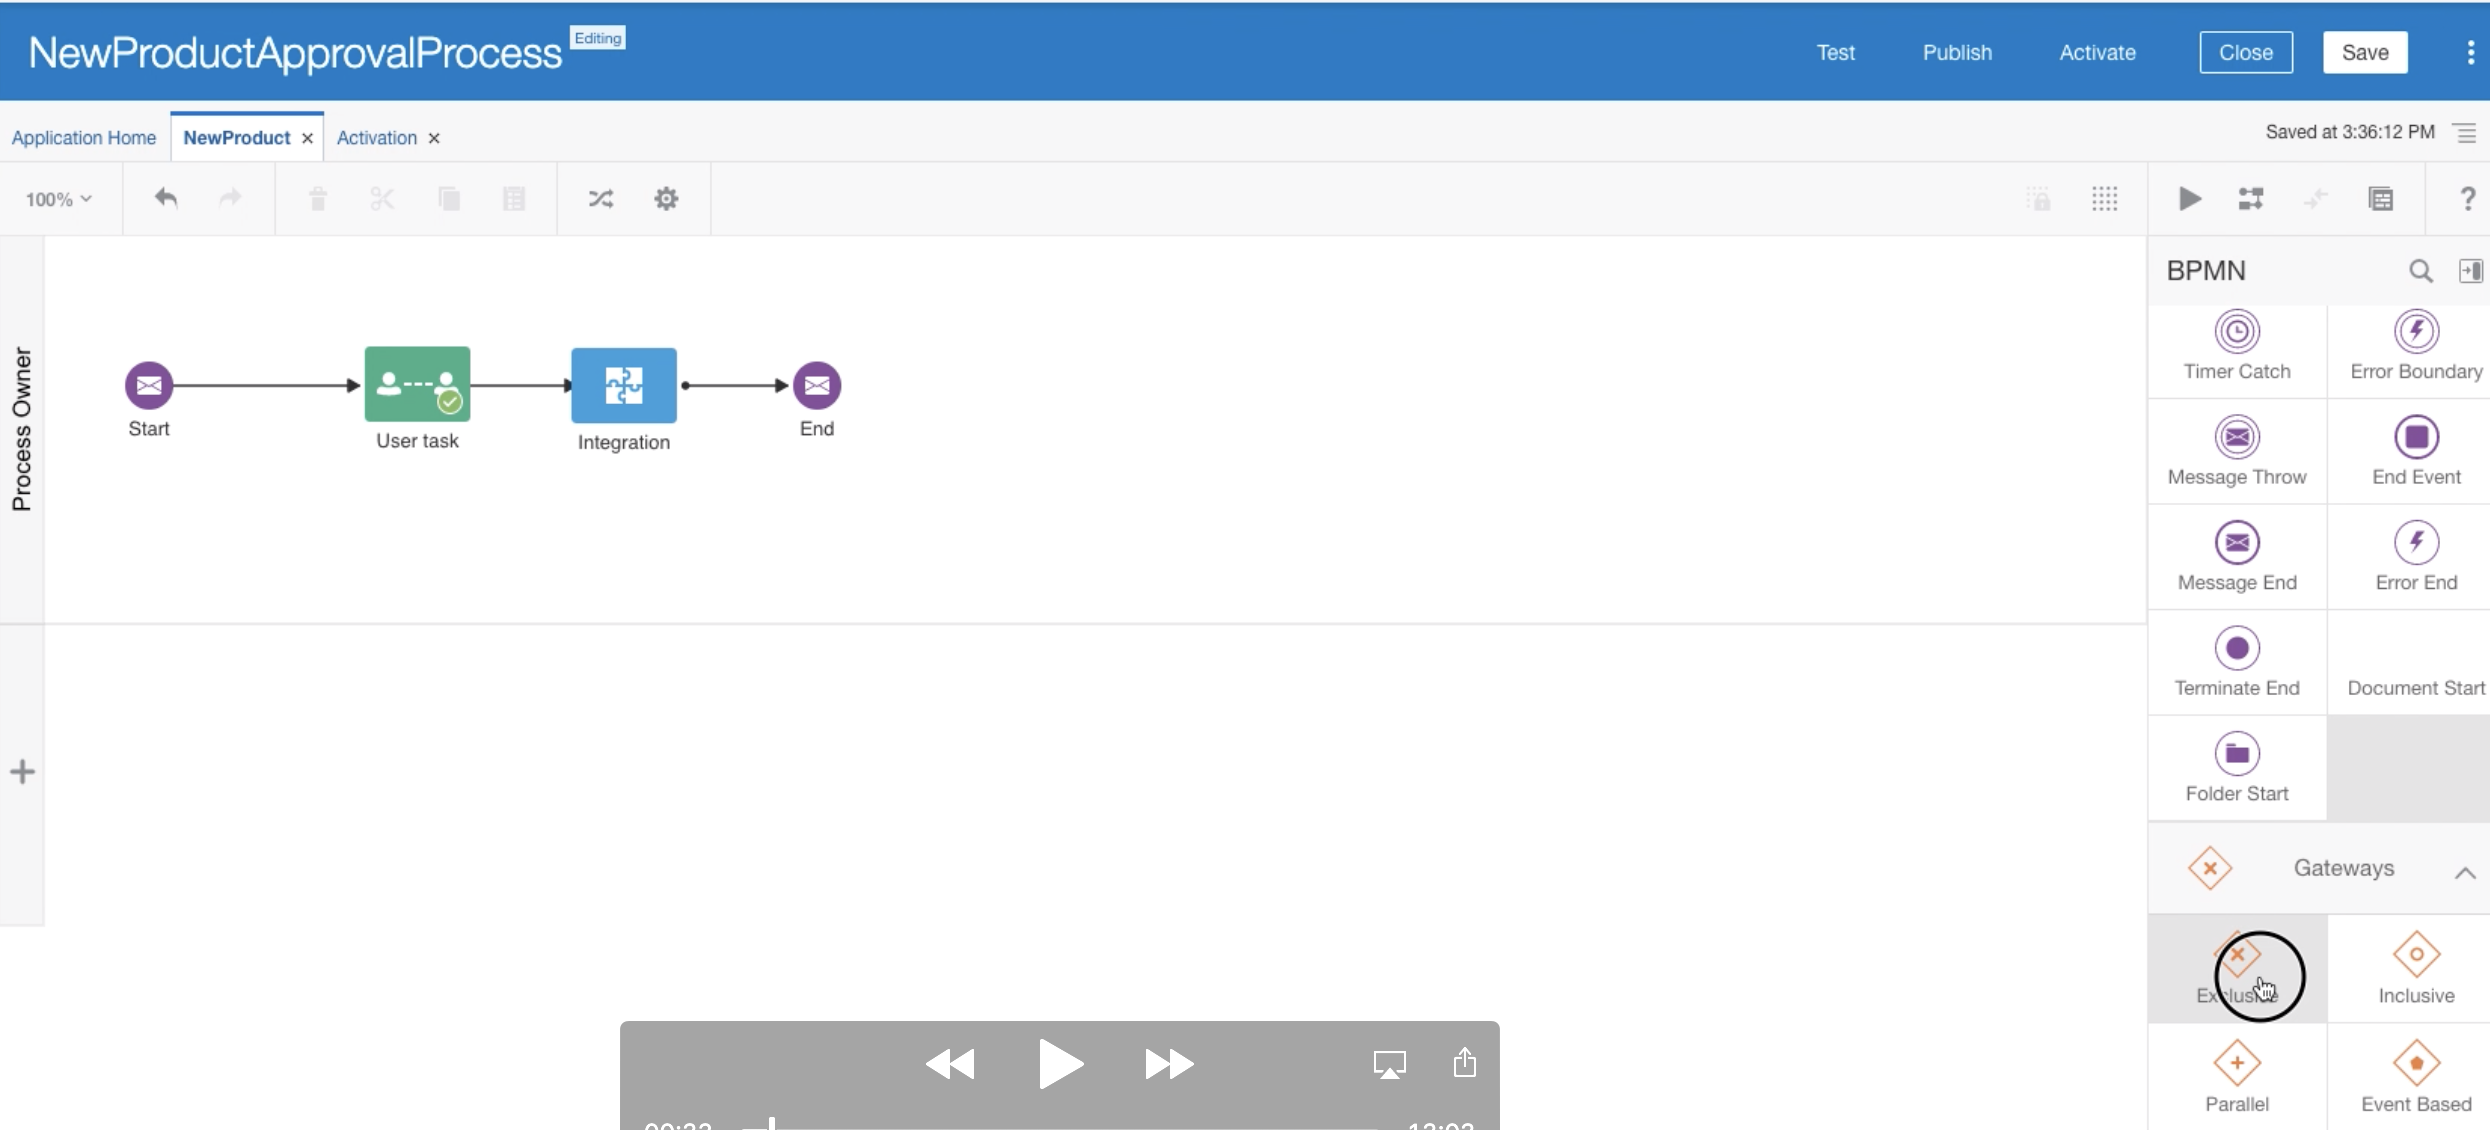 NewProductApprovalProcess Editing
Test Publish Activate Close Save
Application Home NewProduct × Activation ×
Saved at 3:36:12 PM
100%
?
BPMN
Process Owner
Start User task Integration End
Timer Catch Error Boundary
Message Throw End Event
Message End Error End
Terminate End Document Start
Folder Start
Gateways
Exclusive Inclusive
Parallel Event Based